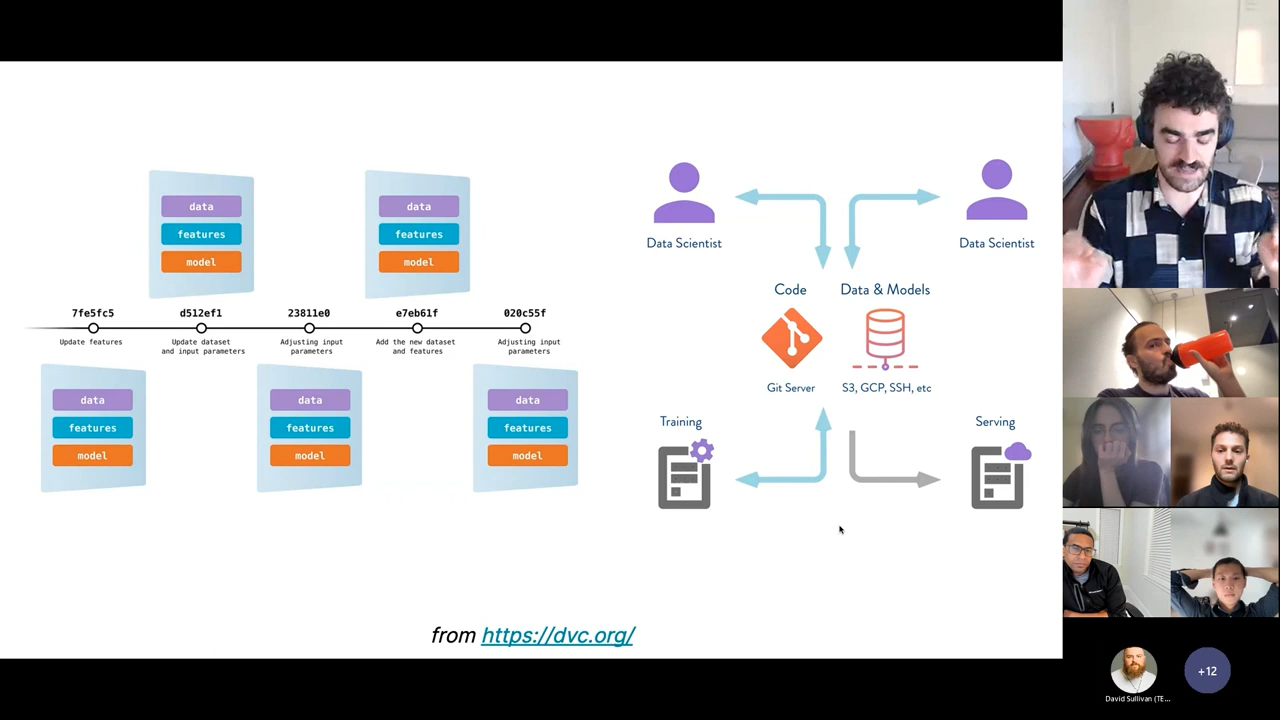 data
features
model
data
features
model
7fe5fc5
d512ef1
23811e0
e7eb61f
020c55f
Update features
Update dataset
and input parameters
Adjusting input
parameters
Add the new dataset
and features
Adjusting input
parameters
data
features
model
data
features
model
data
features
model
Data Scientist
Data Scientist
Code
Data & Models
Git Server
S3, GCP, SSH, etc
Training
Serving
from https://dvc.org/
David Sullivan (TE...
+12